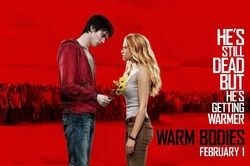 HE'S
STILL
DEAD
BUT
HE'S
GETTING
WARMER
WARM BODIES
FEBRUARY 1